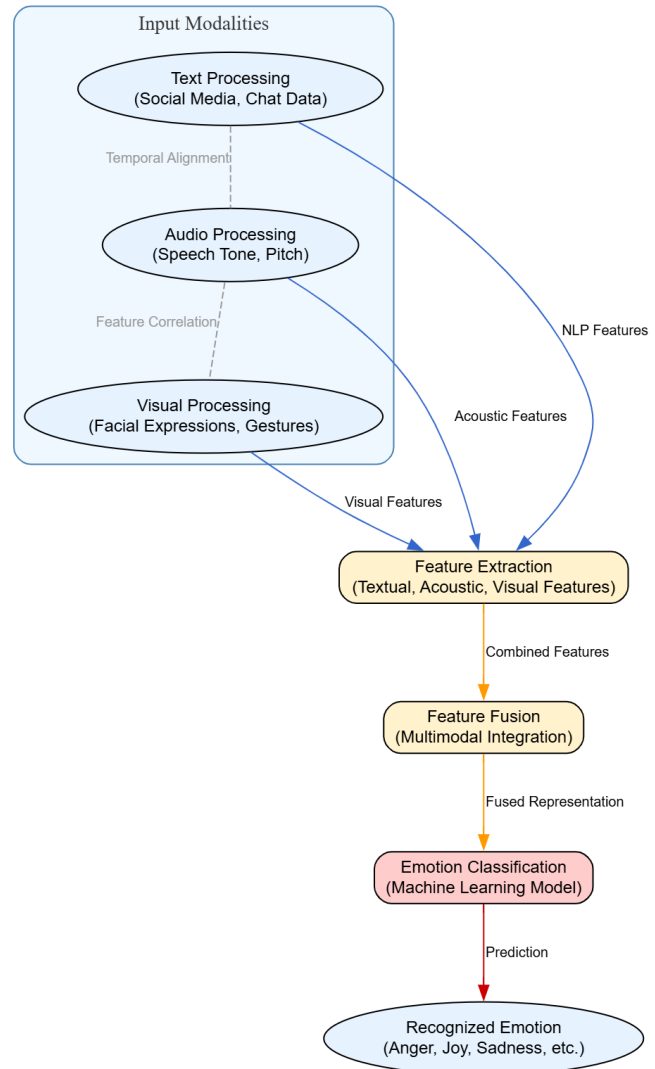 Input Modalities
Text Processing
(Social Media, Chat Data)
Temporal Alignment
Audio Processing
(Speech Tone, Pitch)
Feature Correlation
NLP Features
Visual Processing
(Facial Expressions, Gestures)
Acoustic Features
Visual Features
Feature Extraction
(Textual, Acoustic, Visual Features)
Combined Features
Feature Fusion
(Multimodal Integration)
Fused Representation
Emotion Classification
(Machine Learning Model)
Prediction
Recognized Emotion
(Anger, Joy, Sadness, etc.)